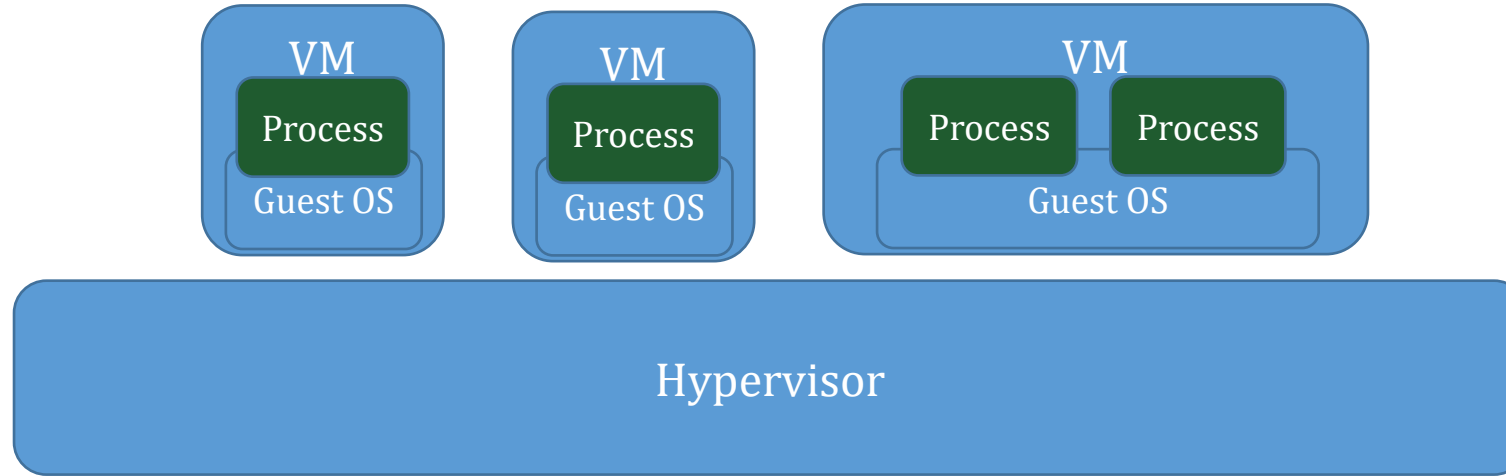 VM
Process
Guest OS
VM
Process
Guest OS
VM
Process Process
Guest OS
Hypervisor